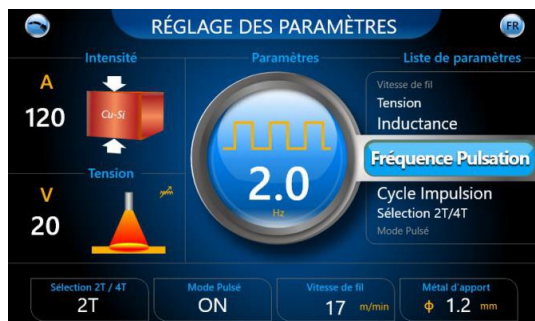 RÉGLAGE DES PARAMÈTRES
FR
Intensité
A
120
Cu-Si
Tension
V
20
Paramètres
2.0
Hz
Liste de paramètres
Vitesse de fil
Tension
Inductance
Fréquence Pulsation
Cycle Impulsion
Sélection 2T/4T
Mode Pulsé
Sélection 2T / 4T
2T
Mode Pulsé
ON
Vitesse de fil
17 m/min
Métal d'apport
ϕ 1.2 mm